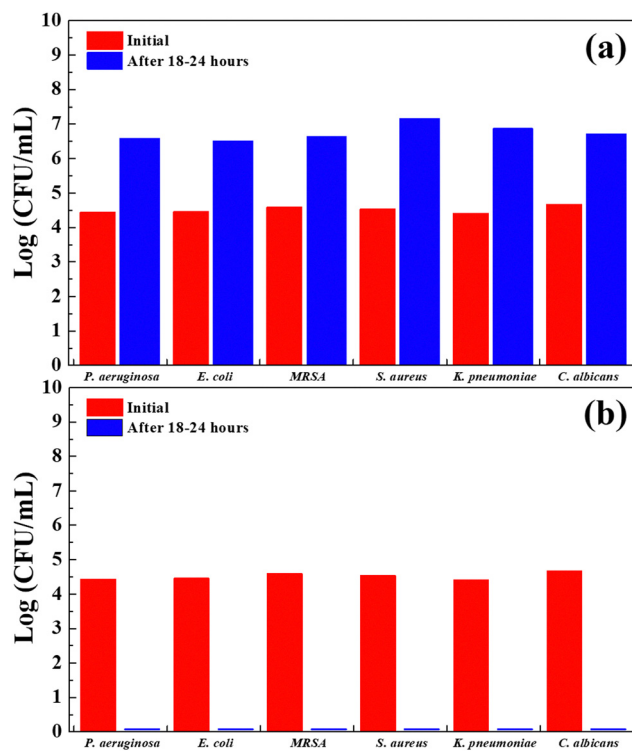 10
9
8
7
6
5
4
3
2
1
0
Log (CFU/mL)
Initial
After 18-24 hours
(a)
P. aeruginosa E. coli MRSA S. aureus K. pneumoniae C. albicans
10
9
8
7
6
5
4
3
2
1
0
Log (CFU/mL)
Initial
After 18-24 hours
(b)
P. aeruginosa E. coli MRSA S. aureus K. pneumoniae C. albicans